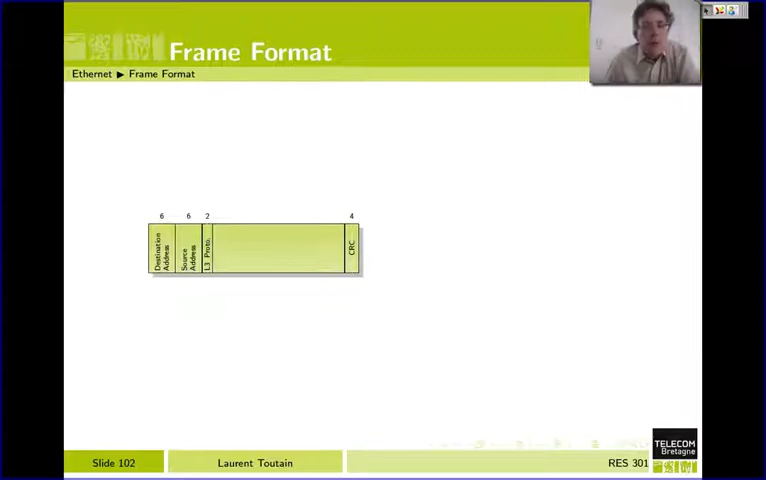 Frame Format
Ethernet ▶ Frame Format
6 6 2 4
Destination
Address
Source
Address
L3 Proto.
CRC
TELECOM
Bretagne
Slide 102
Laurent Toutain
RES 301